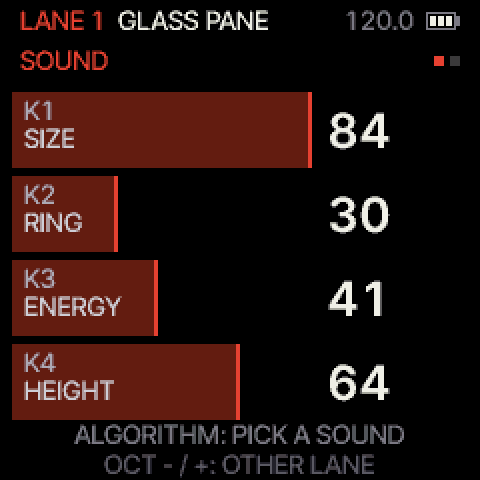 LANE 1 GLASS PANE 120.0
SOUND
K1
SIZE 84
K2
RING 30
K3
ENERGY 41
K4
HEIGHT 64
ALGORITHM: PICK A SOUND
OCT - / +: OTHER LANE